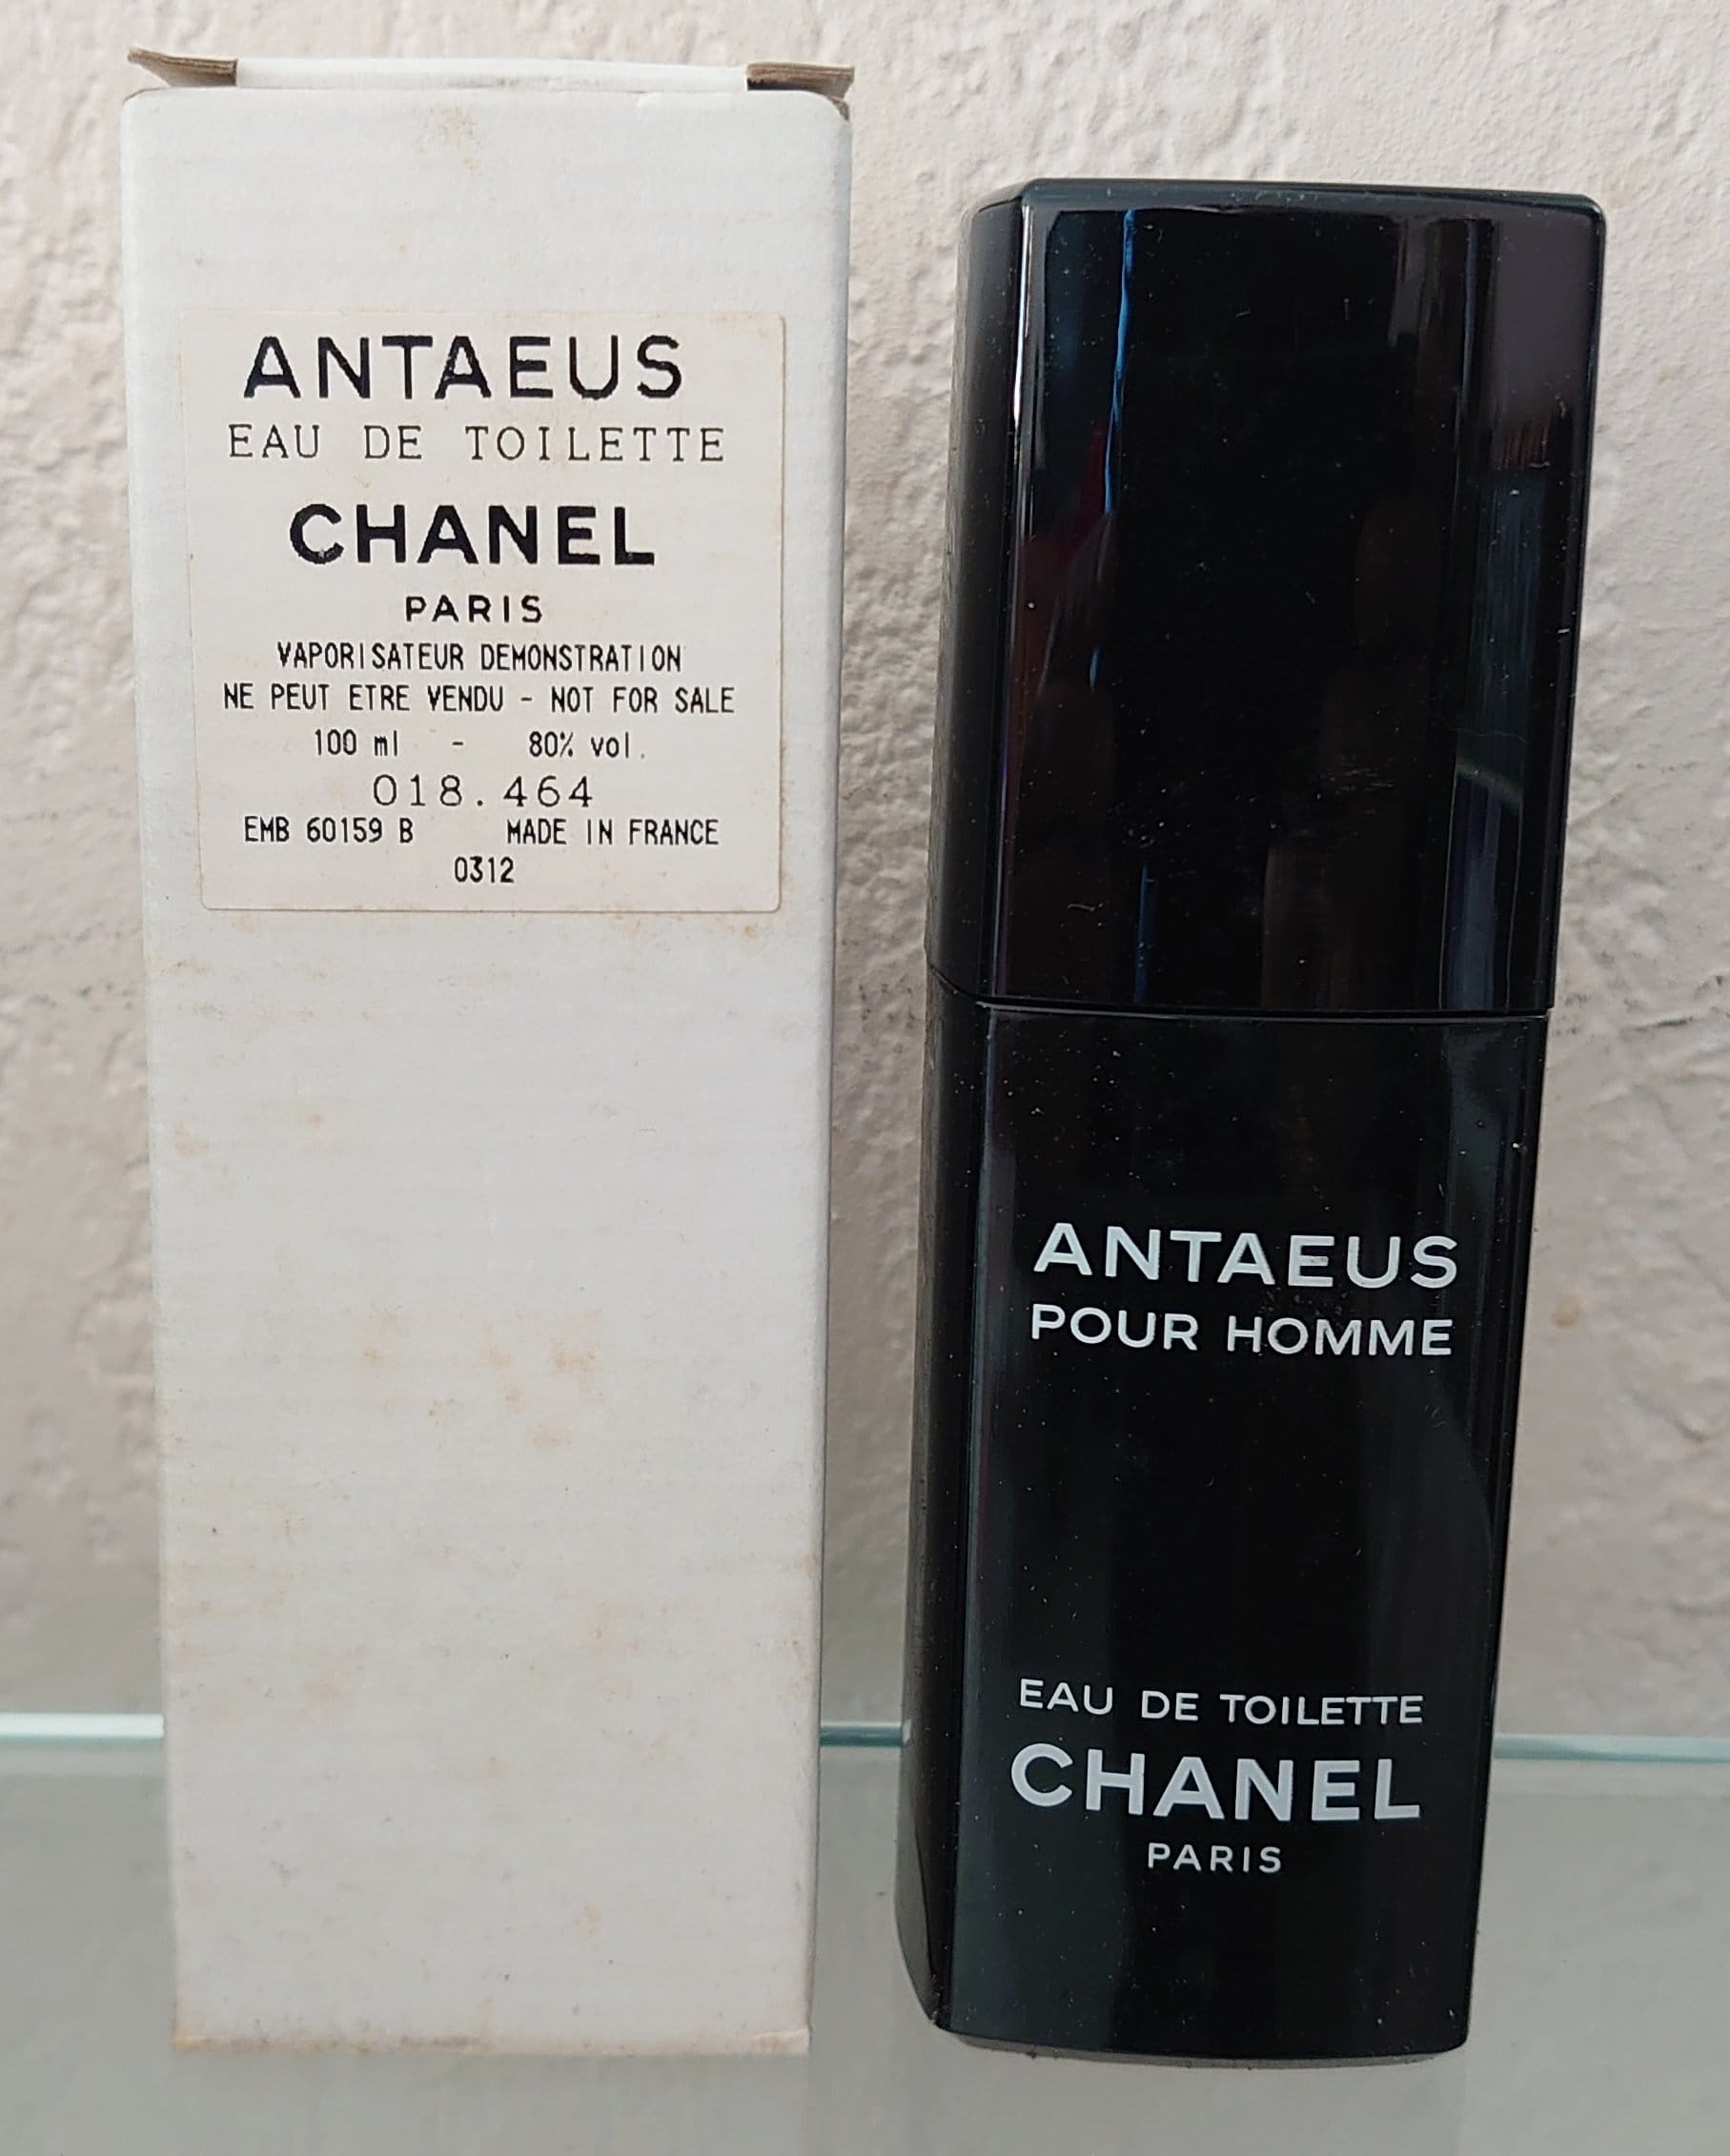 ANTAEUS
EAU DE TOILETTE
CHANEL
PARIS
VAPORISATEUR DEMONSTRATION
NE PEUT ETRE VENDU - NOT FOR SALE
100 ml - 80% vol.
018.464
EMB 60159 B MADE IN FRANCE
0312
ANTAEUS
POUR HOMME
EAU DE TOILETTE
CHANEL
PARIS